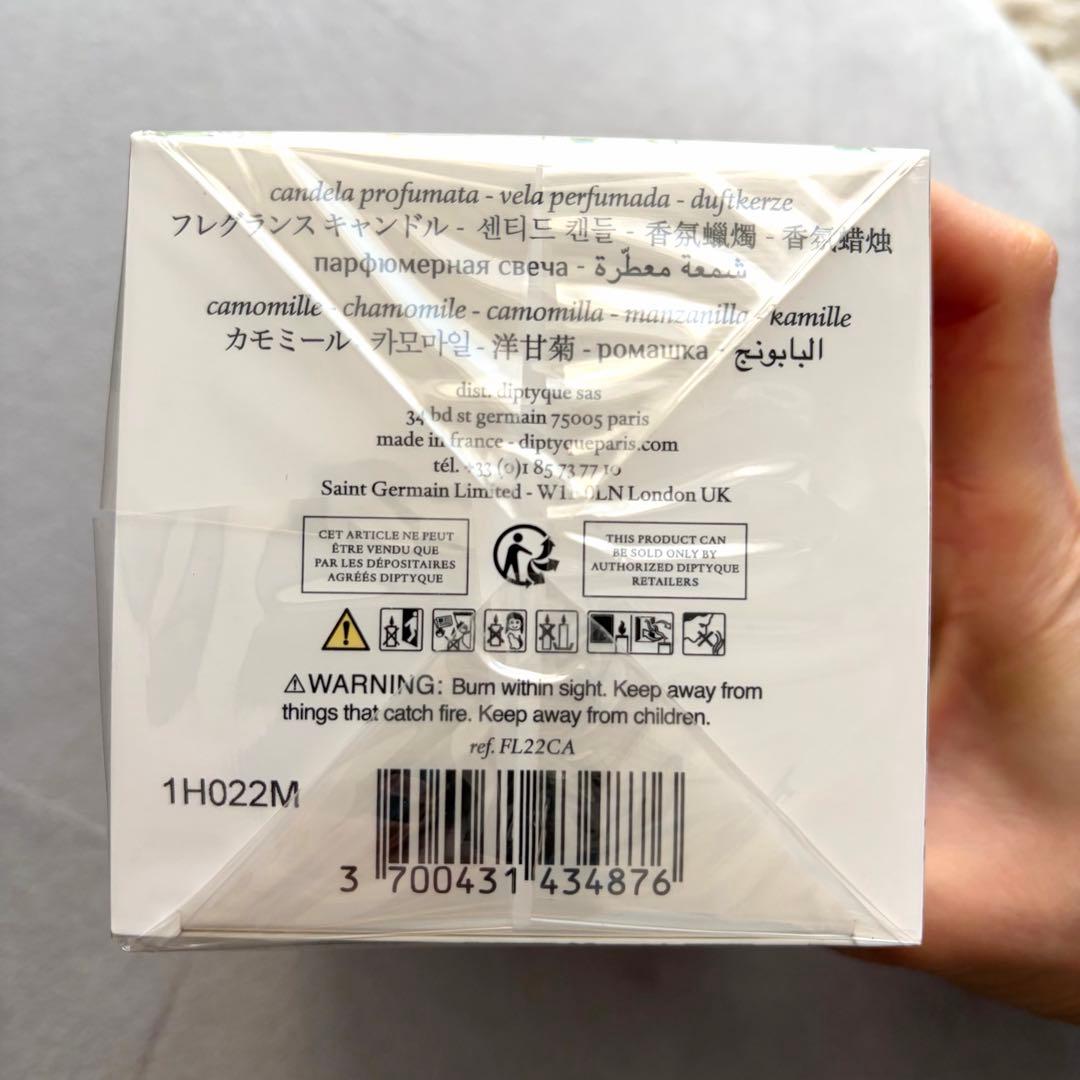 candela profumata - vela perfumada - duftkerze
フレグランス キャンドル - 센티드 캔들 - 香氛蠟燭 - 香氛蜡烛
парфюмерная свеча - شمعة معطّرة
camomille - chamomile - camomilla - manzanilla - kamille
カモミール - 카모마일 - 洋甘菊 - ромашка - البابونج
dist. diptyque sas
34 bd st germain 75005 paris
made in france - diptyqueparis.com
tél. +33 (0)1 85 73 77 10
Saint Germain Limited - 0LN London UK
CET ARTICLE NE PEUT
ÊTRE VENDU QUE
PAR LES DÉPOSITAIRES
AGRÉÉS DIPTYQUE
THIS PRODUCT CAN
BE SOLD ONLY BY
AUTHORIZED DIPTYQUE
RETAILERS
⚠WARNING: Burn within sight. Keep away from
things that catch fire. Keep away from children.
ref. FL22CA
1H022M
3 700431 434876